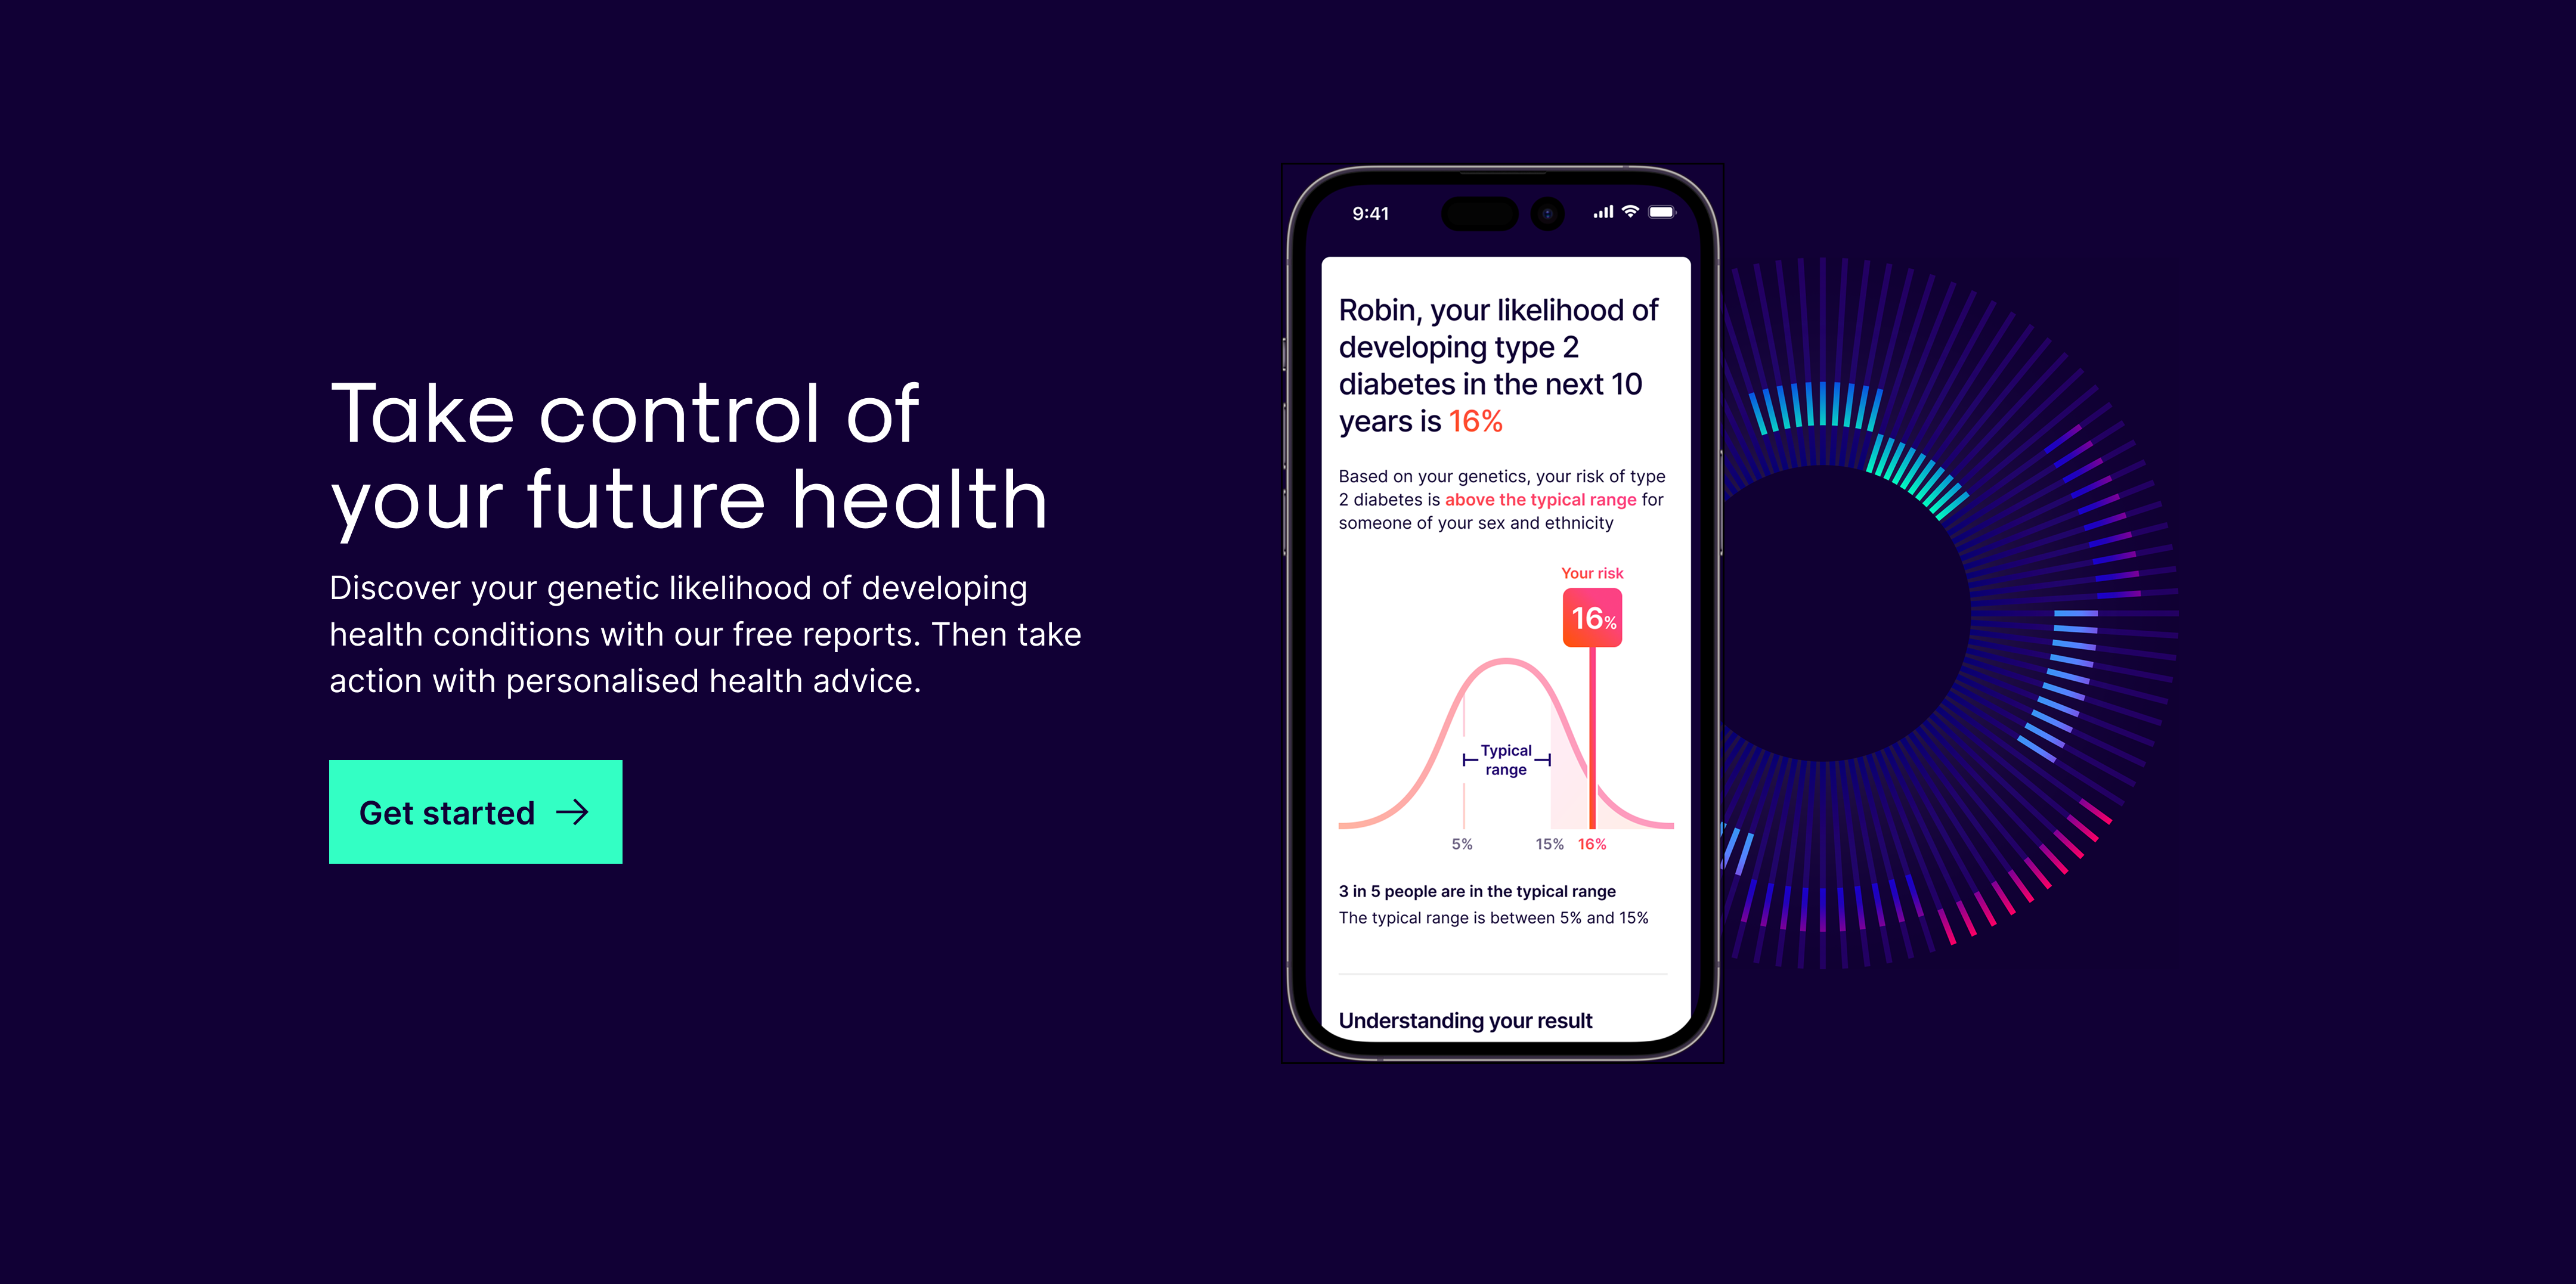 Take control of
your future health
Discover your genetic likelihood of developing
health conditions with our free reports. Then take
action with personalised health advice.
Get started
9:41
Robin, your likelihood of
developing type 2
diabetes in the next 10
years is 16%
Based on your genetics, your risk of type
2 diabetes is above the typical range for
someone of your sex and ethnicity
Your risk
16%
Typical
range
5% 15% 16%
3 in 5 people are in the typical range
The typical range is between 5% and 15%
Understanding your result